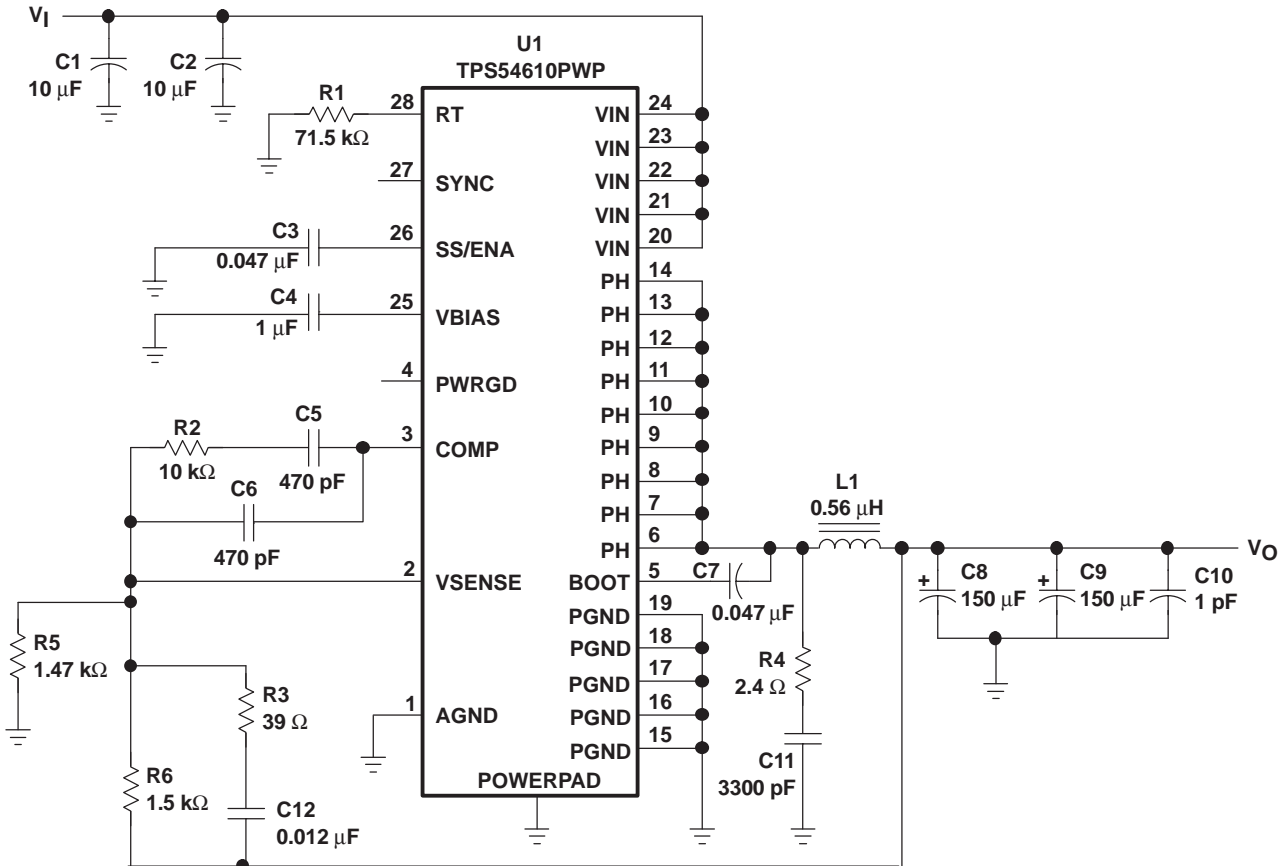 VI
C1
10 μF
C2
10 μF
U1
TPS54610PWP
R1
71.5 kΩ
28
RT
27
SYNC
C3
0.047 μF
26
SS/ENA
C4
1 μF
25
VBIAS
4
PWRGD
R2
10 kΩ
C5
470 pF
3
COMP
C6
470 pF
2
VSENSE
R5
1.47 kΩ
R3
39 Ω
1
AGND
R6
1.5 kΩ
C12
0.012 μF
POWERPAD
VIN
24
VIN
23
VIN
22
VIN
21
VIN
20
PH
14
PH
13
PH
12
PH
11
PH
10
PH
9
PH
8
PH
7
PH
6
BOOT
5
PGND
19
PGND
18
PGND
17
PGND
16
PGND
15
C7
0.047 μF
L1
0.56 μH
R4
2.4 Ω
C11
3300 pF
+
C8
150 μF
+
C9
150 μF
C10
1 pF
VO